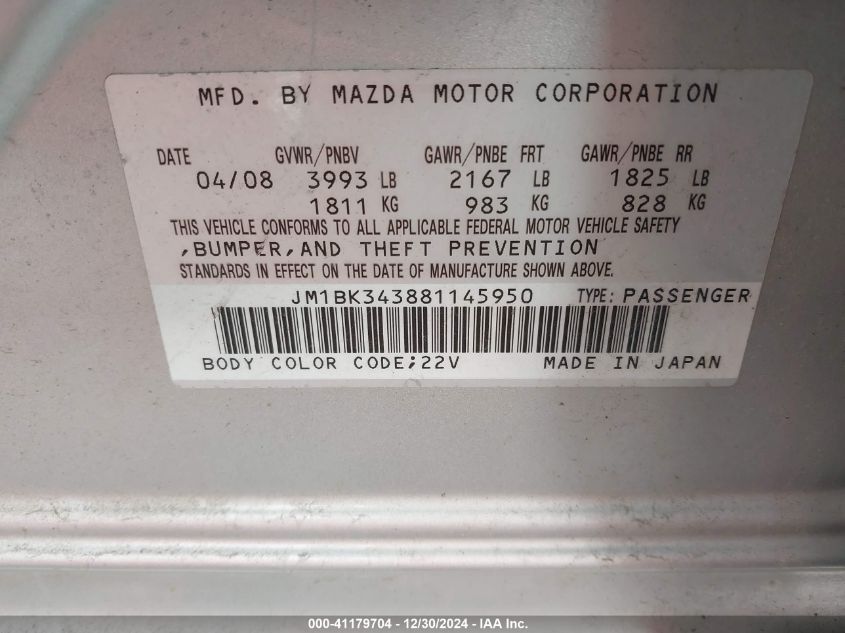 MFD. BY MAZDA MOTOR CORPORATION
DATE GVWR/PNBV GAWR/PNBE FRT GAWR/PNBE RR
04/08 3993 LB 2167 LB 1825 LB
1811 KG 983 KG 828 KG
THIS VEHICLE CONFORMS TO ALL APPLICABLE FEDERAL MOTOR VEHICLE SAFETY
,BUMPER,AND THEFT PREVENTION
STANDARDS IN EFFECT ON THE DATE OF MANUFACTURE SHOWN ABOVE.
JM1BK343881145950 TYPE: PASSENGER
BODY COLOR CODE;22V MADE IN JAPAN
000-41179704 - 12/30/2024 - IAA Inc.